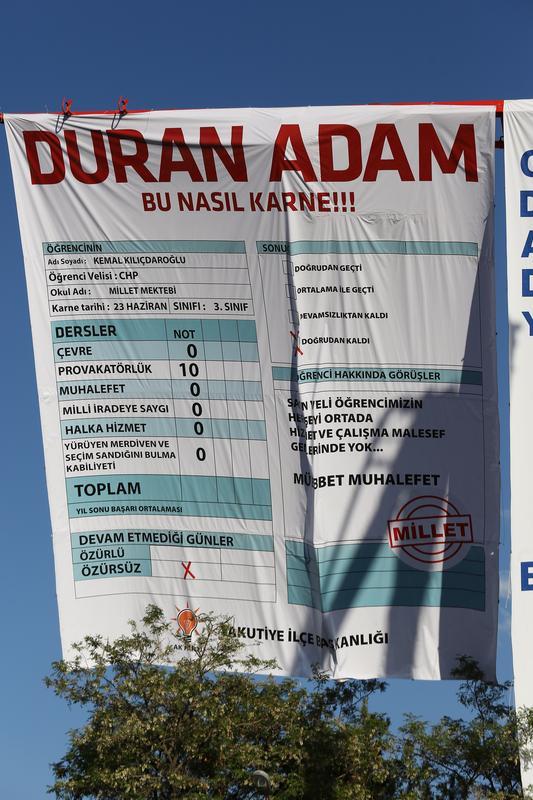 DURAN ADAM
BU NASIL KARNE!!!
ÖĞRENCİNİN
Adı Soyadı: KEMAL KILIÇDAROĞLU
Öğrenci Velisi : CHP
Okul Adı : MİLLET MEKTEBİ
Karne tarihi : 23 HAZİRAN SINIFI : 3. SINIF
DERSLER NOT
ÇEVRE 0
PROVAKATÖRLÜK 10
MUHALEFET 0
MİLLİ İRADEYE SAYGI 0
HALKA HİZMET 0
YÜRÜYEN MERDİVEN VE
SEÇİM SANDIĞINI BULMA 0
KABİLİYETİ
TOPLAM
YIL SONU BAŞARI ORTALAMASI
DEVAM ETMEDİĞİ GÜNLER
ÖZÜRLÜ
ÖZÜRSÜZ X
DOĞRUDAN GEÇTİ
ORTALAMA İLE GEÇTİ
DEVAMSIZLIKTAN KALDI
X DOĞRUDAN KALDI
ÖĞRENCİ HAKKINDA GÖRÜŞLER
VELİ ÖĞRENCİMİZİN
ORTADA
VE ÇALIŞMA MALESEF
YOK...
MUHALEFET
MİLLET
İLÇE